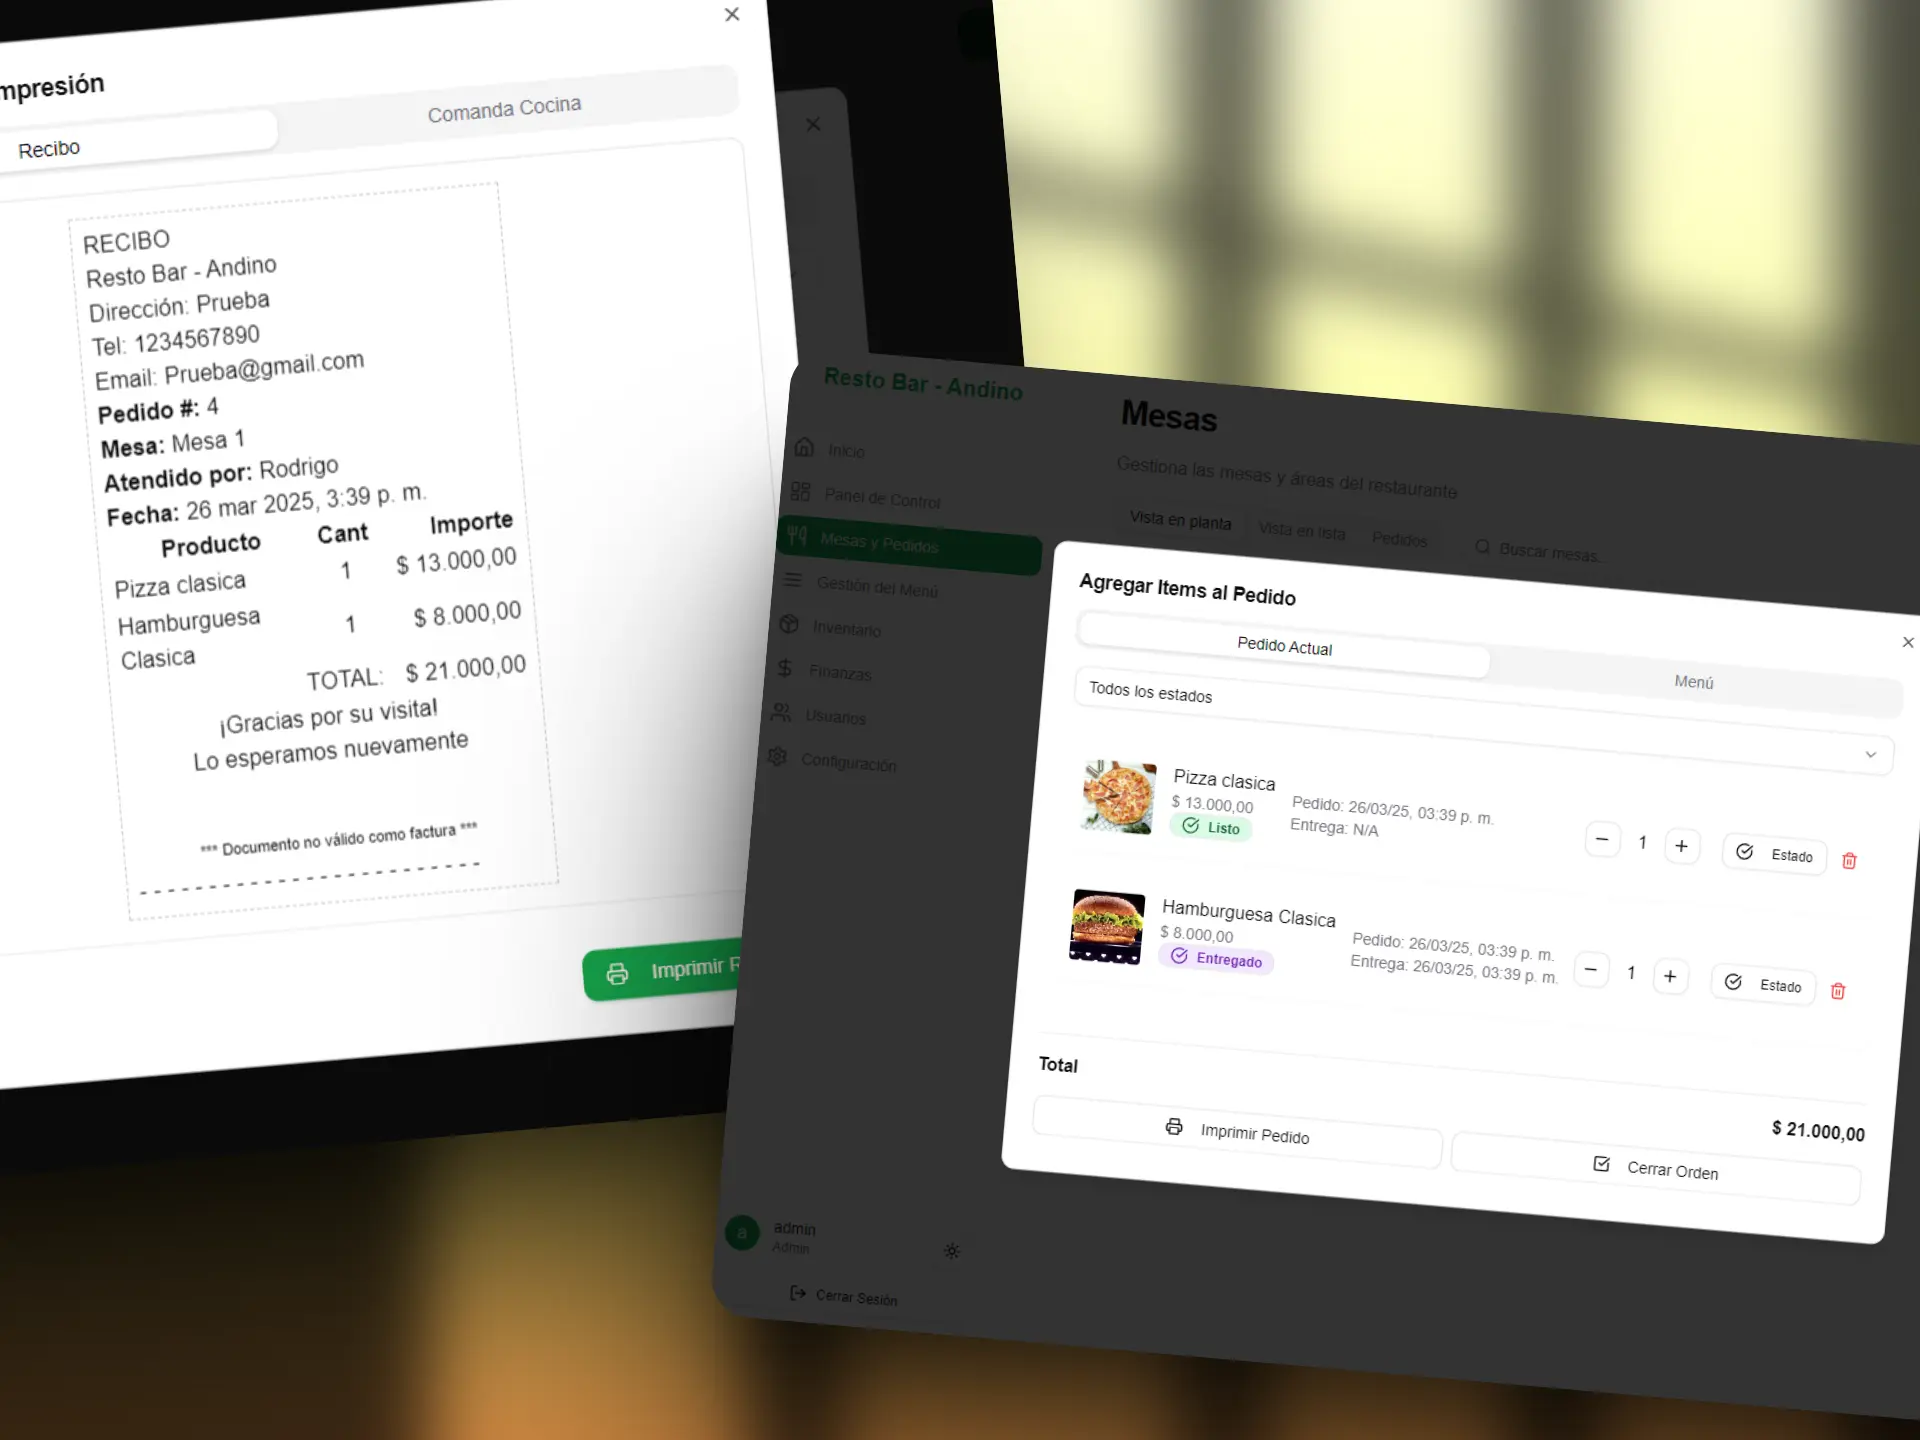 mpresión
Recibo
Comanda Cocina
RECIBO
Resto Bar - Andino
Dirección: Prueba
Tel: 1234567890
Email: Prueba@gmail.com
Pedido #: 4
Mesa: Mesa 1
Atendido por: Rodrigo
Fecha: 26 mar 2025, 3:39 p. m.
Producto Cant Importe
Pizza clasica 1 $ 13.000,00
Hamburguesa Clasica 1 $ 8.000,00
TOTAL: $ 21.000,00
¡Gracias por su visita!
Lo esperamos nuevamente
*** Documento no válido como factura ***
Imprimir R
Resto Bar - Andino
Inicio
Panel de Control
Mesas y Pedidos
Gestión del Menú
Inventario
Finanzas
Usuarios
Configuración
a
admin
Admin
Cerrar Sesión
Mesas
Gestiona las mesas y áreas del restaurante
Vista en planta Vista en lista Pedidos
Buscar mesas...
Agregar Items al Pedido
Pedido Actual
Menú
Todos los estados
Pizza clasica
$ 13.000,00
Listo
Pedido: 26/03/25, 03:39 p. m.
Entrega: N/A
1
Estado
Hamburguesa Clasica
$ 8.000,00
Entregado
Pedido: 26/03/25, 03:39 p. m.
Entrega: 26/03/25, 03:39 p. m.
1
Estado
Total
$ 21.000,00
Imprimir Pedido
Cerrar Orden